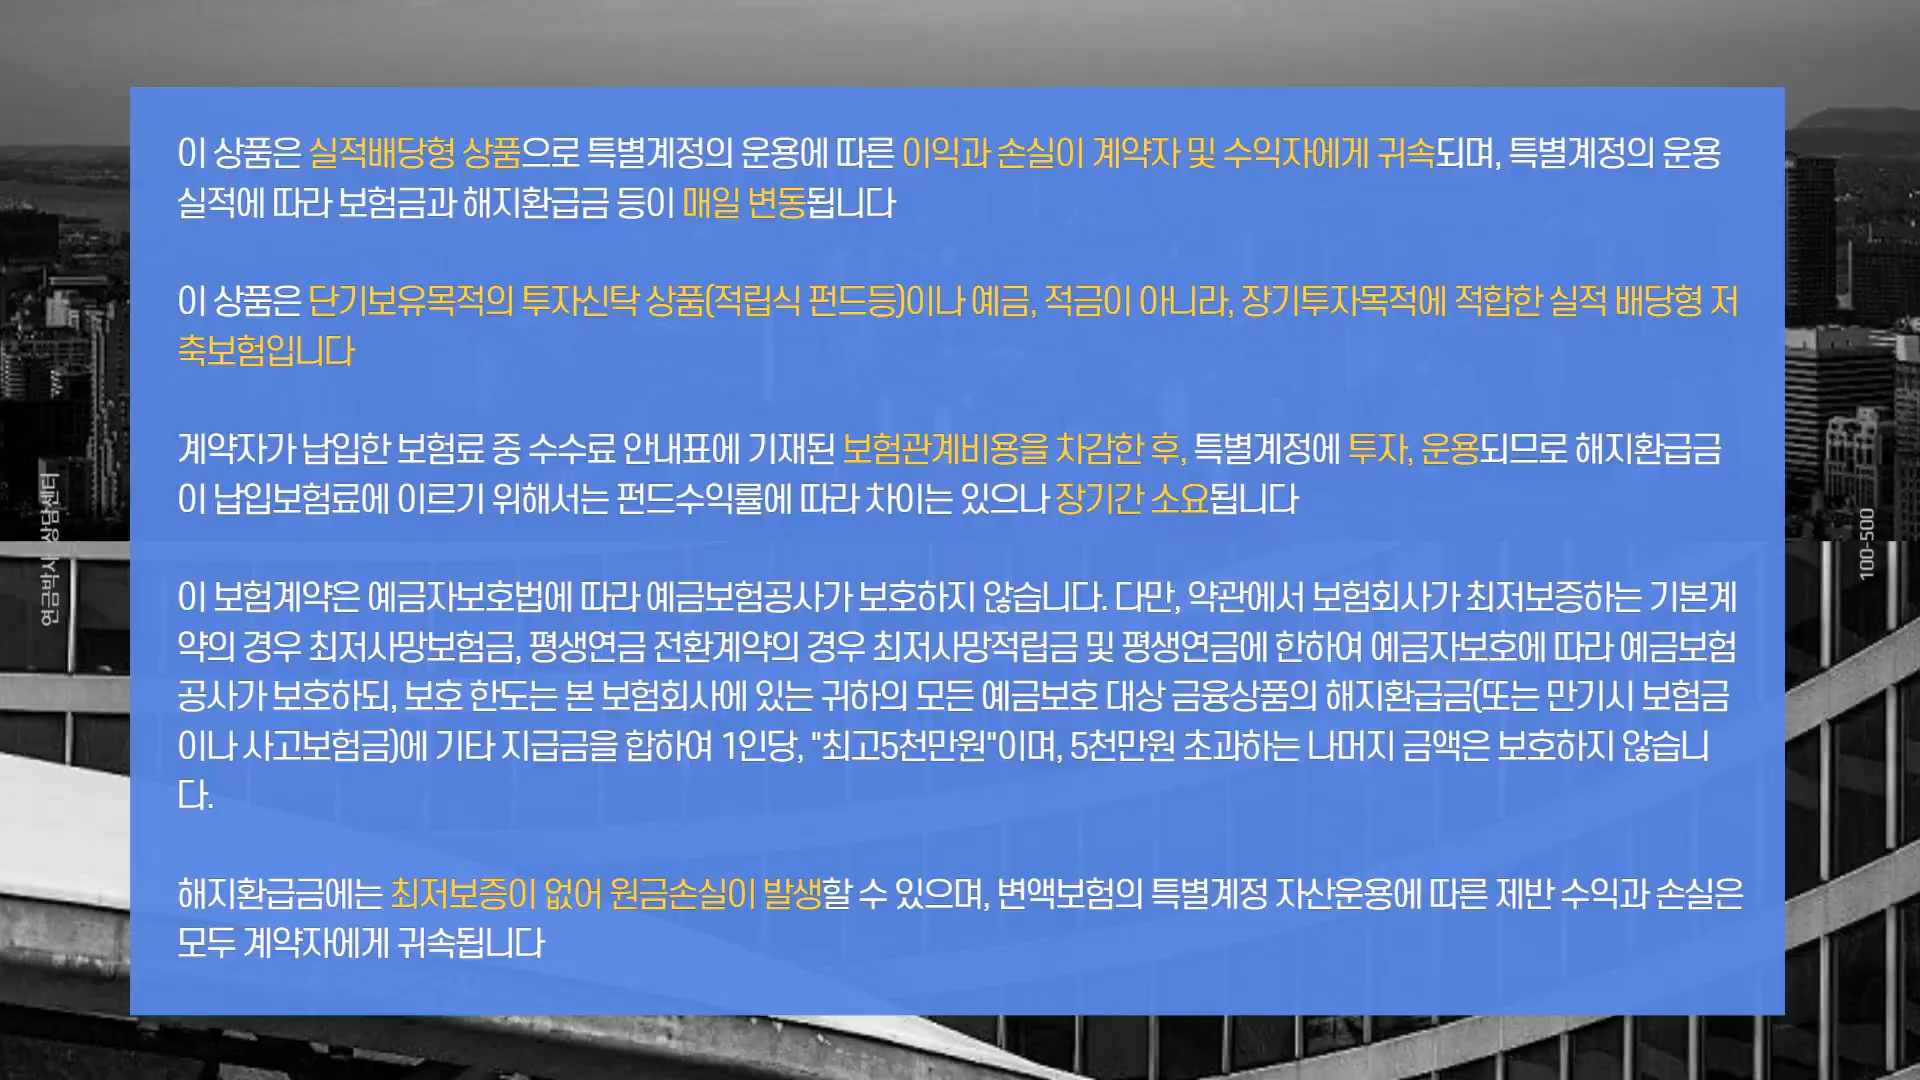 이 상품은 실적배당형 상품으로 특별계정의 운용에 따른 이익과 손실이 계약자 및 수익자에게 귀속되며, 특별계정의 운용
실적에 따라 보험금과 해지환급금 등이 매일 변동됩니다
이 상품은 단기보유목적의 투자신탁 상품(적립식 펀드등)이나 예금, 적금이 아니라, 장기투자목적에 적합한 실적 배당형 저
축보험입니다
계약자가 납입한 보험료 중 수수료 안내표에 기재된 보험관계비용을 차감한 후, 특별계정에 투자, 운용되므로 해지환급금
이 납입보험료에 이르기 위해서는 펀드수익률에 따라 차이는 있으나 장기간 소요됩니다
이 보험계약은 예금자보호법에 따라 예금보험공사가 보호하지 않습니다. 다만, 약관에서 보험회사가 최저보증하는 기본계
약의 경우 최저사망보험금, 평생연금 전환계약의 경우 최저사망적립금 및 평생연금에 한하여 예금자보호에 따라 예금보험
공사가 보호하되, 보호 한도는 본 보험회사에 있는 귀하의 모든 예금보호 대상 금융상품의 해지환급금(또는 만기시 보험금
이나 사고보험금)에 기타 지급금을 합하여 1인당, "최고5천만원"이며, 5천만원 초과하는 나머지 금액은 보호하지 않습니
다.
해지환급금에는 최저보증이 없어 원금손실이 발생할 수 있으며, 변액보험의 특별계정 자산운용에 따른 제반 수익과 손실은
모두 계약자에게 귀속됩니다
연금박사 상담센터
100-500